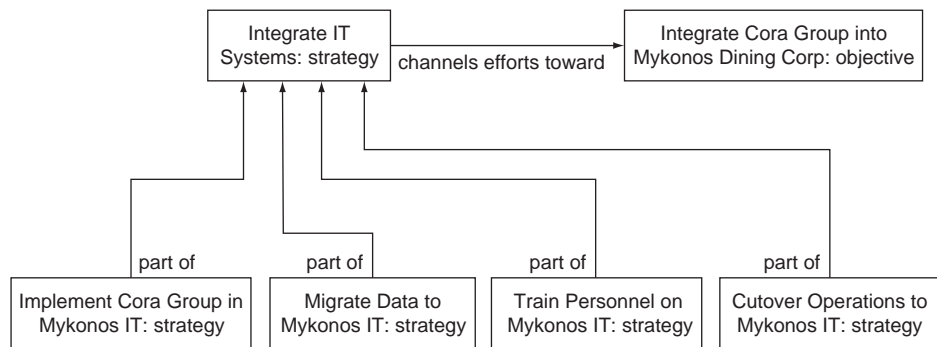 Integrate IT
Systems: strategy
channels efforts toward
Integrate Cora Group into
Mykonos Dining Corp: objective
part of
part of
part of
part of
Implement Cora Group in
Mykonos IT: strategy
Migrate Data to
Mykonos IT: strategy
Train Personnel on
Mykonos IT: strategy
Cutover Operations to
Mykonos IT: strategy